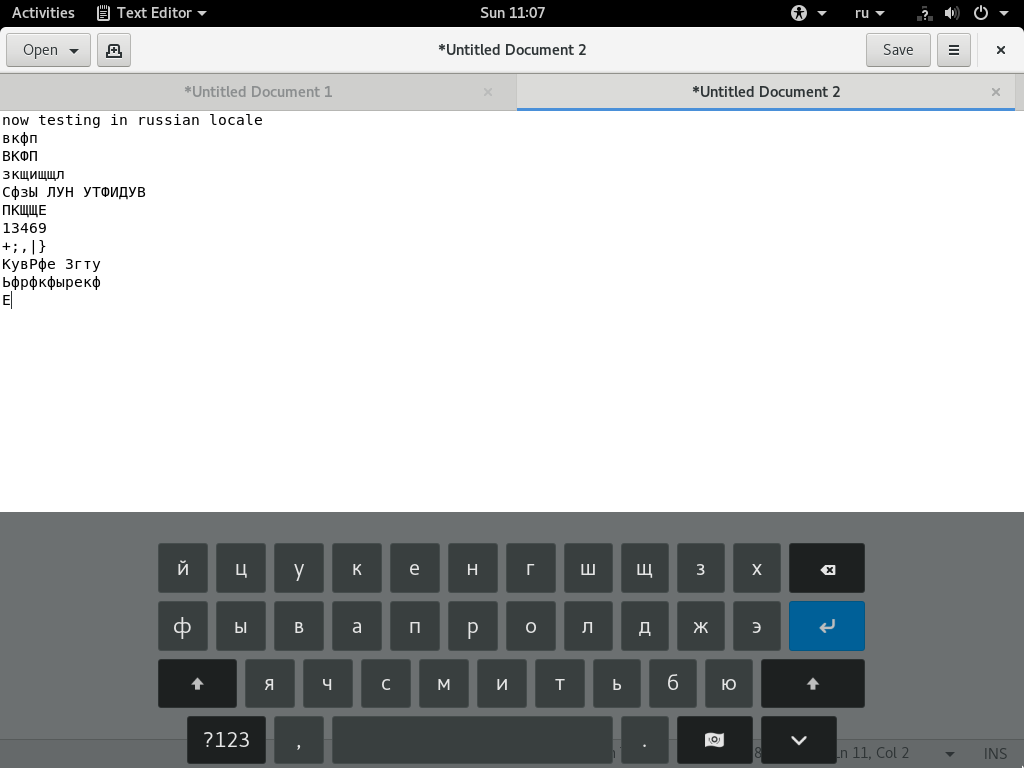 Activities Text Editor Sun 11:07 ru
Open *Untitled Document 2 Save
*Untitled Document 1 *Untitled Document 2
now testing in russian locale
вкфп
ВКФП
зкщищщл
СфзЫ ЛУН УТФИДУВ
ПКЩЩЕ
13469
+;,|}
КувРфе Згту
Ьфрфкфырекф
Е
й ц у к е н г ш щ з х
ф ы в а п р о л д ж э
я ч с м и т ь б ю
?123 , .
8 Ln 11, Col 2 INS